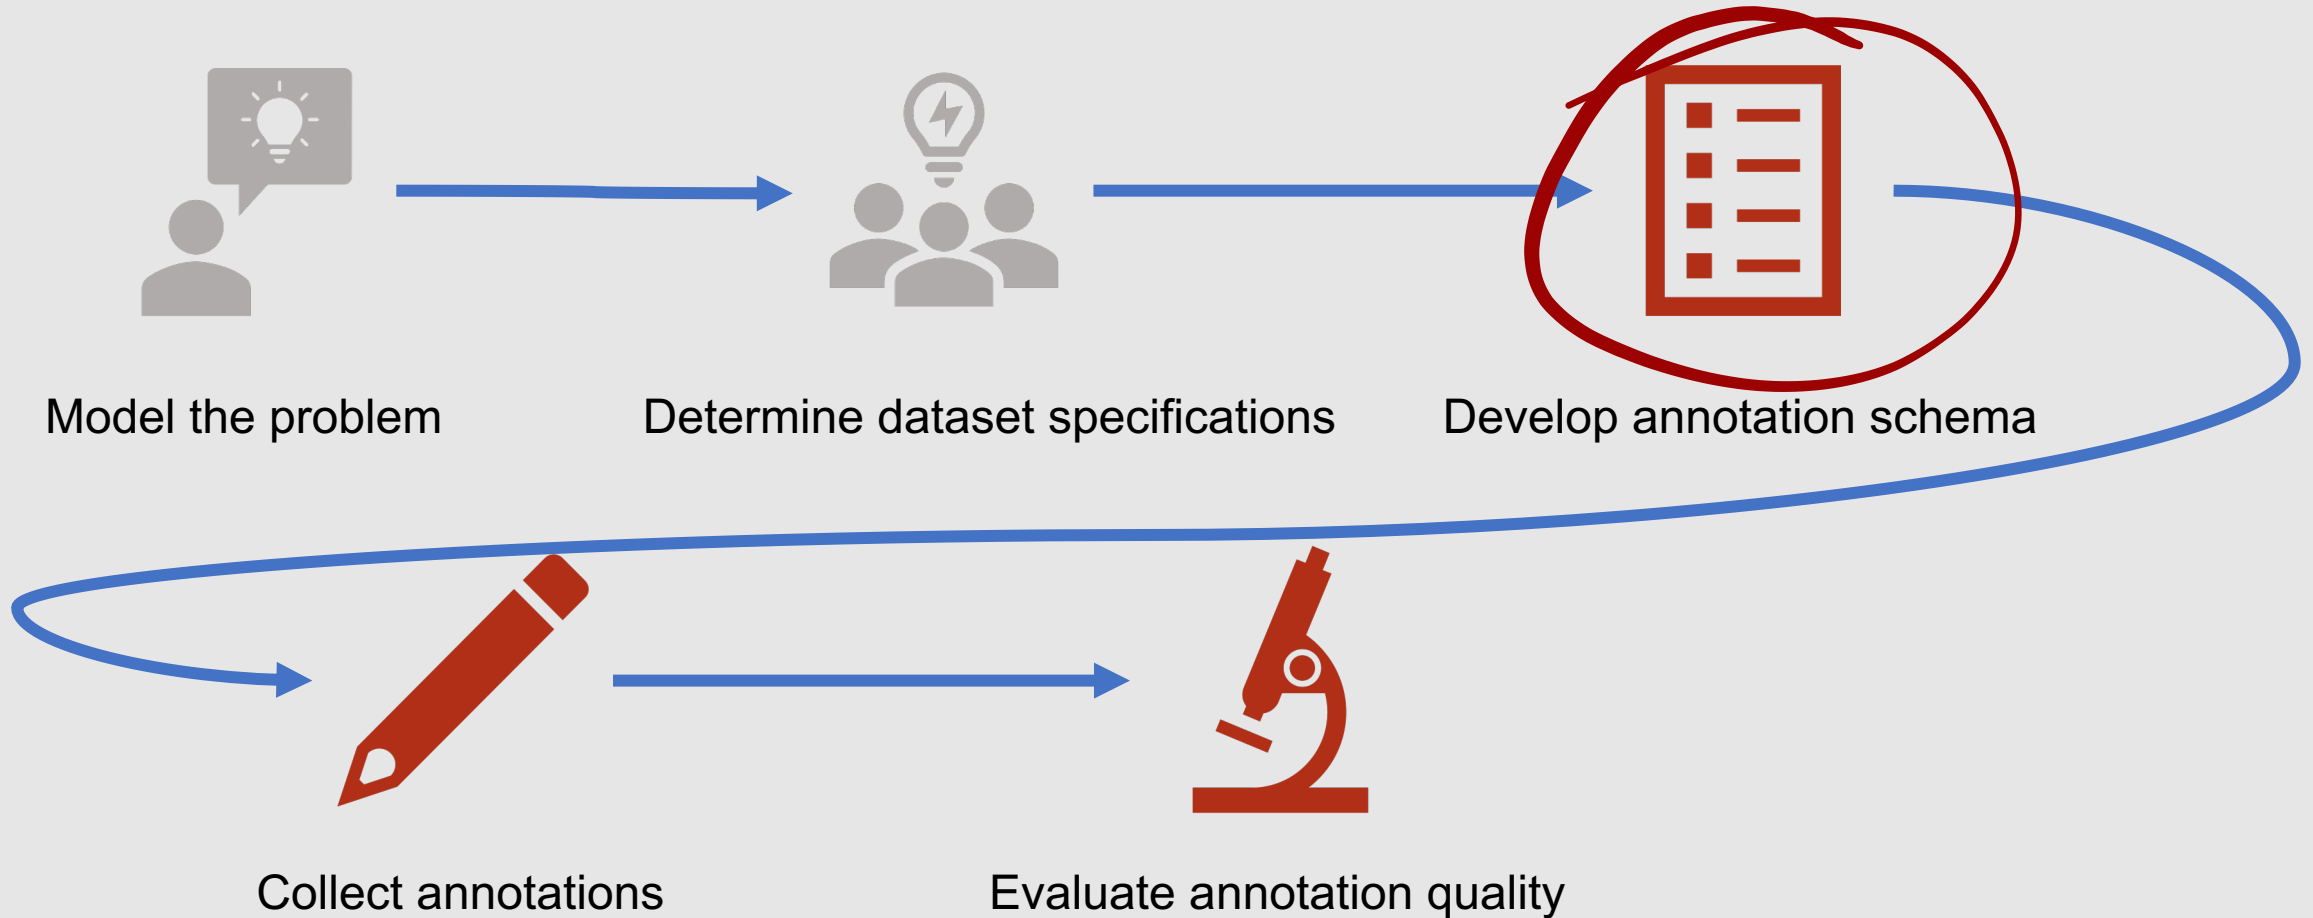 Model the problem
Determine dataset specifications
Develop annotation schema
Collect annotations
Evaluate annotation quality